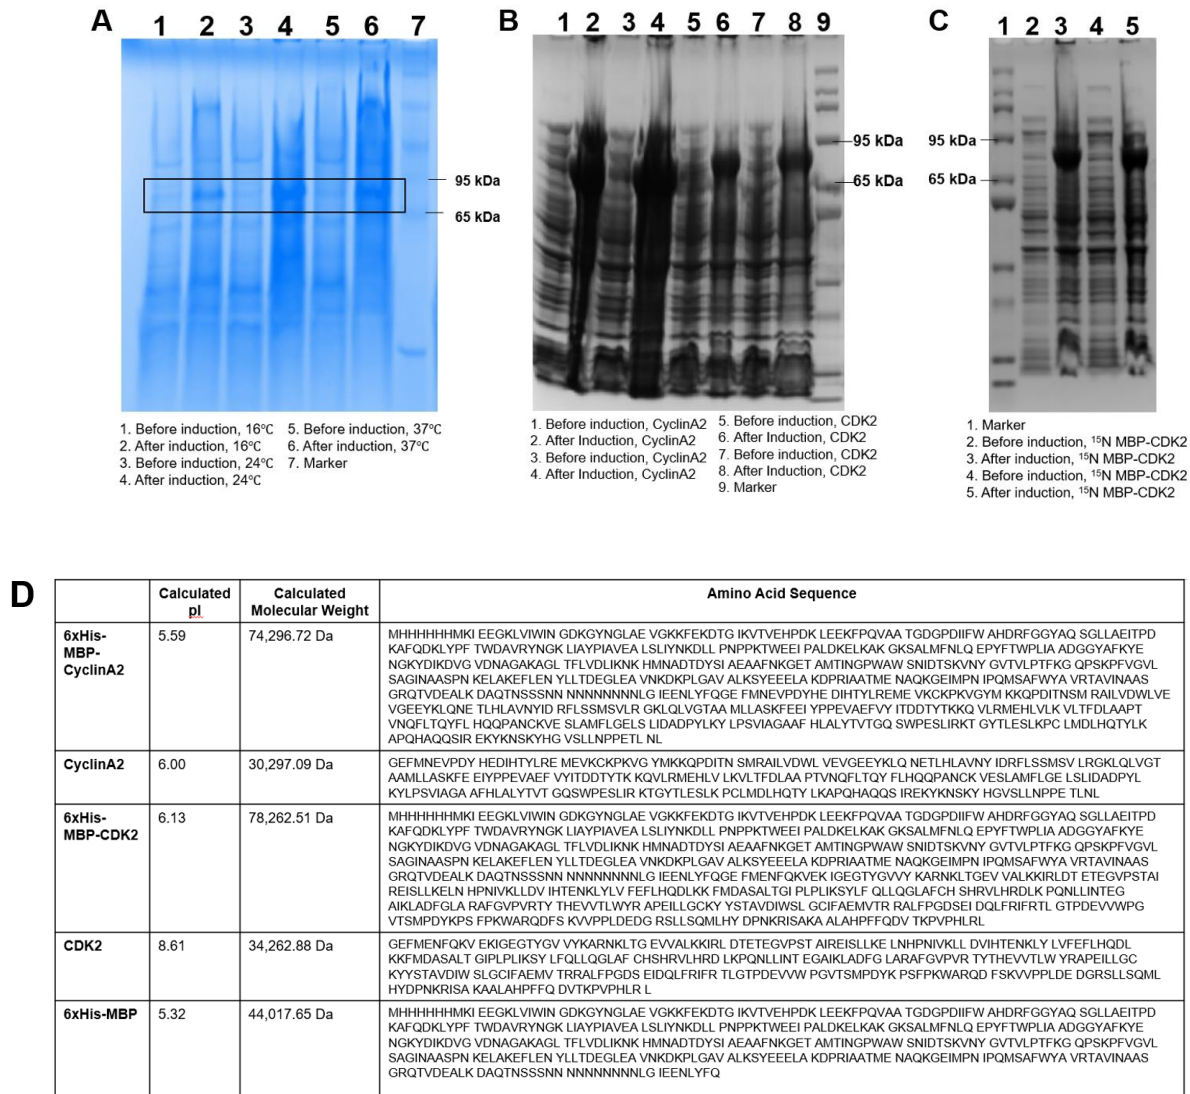 A
1 2 3 4 5 6 7
95 kDa
65 kDa
1. Before induction, 16℃
2. After induction, 16℃
3. Before induction, 24℃
4. After induction, 24℃
5. Before induction, 37℃
6. After induction, 37℃
7. Marker
B
1 2 3 4 5 6 7 8 9
95 kDa
65 kDa
1. Before induction, CyclinA2
2. After Induction, CyclinA2
3. Before induction, CyclinA2
4. After Induction, CyclinA2
5. Before induction, CDK2
6. After Induction, CDK2
7. Before induction, CDK2
8. After Induction, CDK2
9. Marker
C
1 2 3 4 5
95 kDa
65 kDa
1. Marker
2. Before induction, ¹⁵N MBP-CDK2
3. After induction, ¹⁵N MBP-CDK2
4. Before induction, ¹⁵N MBP-CDK2
5. After induction, ¹⁵N MBP-CDK2
D
Calculated
pI
Calculated
Molecular Weight
Amino Acid Sequence
6xHis-
MBP-
CyclinA2
5.59
74,296.72 Da
MHHHHHHMKI EEGKLVIWIN GDKGYNGLAE VGKKFEKDTG IKVTVEHPDK LEEKFPQVAA TGDGPDIIFW AHDRFGGYAQ SGLLAEITPD
KAFQDKLYPF TWDAVRYNGK LIAYPIAVEA LSLIYNKDLL PNPPKTWEEI PALDKELKAK GKSALMFNLQ EPYFTWPLIA ADGGYAFKYE
NGKYDIKDVG VDNAGAKAGL TFLVDLIKNK HMNADTDYSI AEAAFNKGET AMTINGPWAW SNIDTSKVNY GVTVLPTFKG QPSKPFVGVL
SAGINAASPN KELAKEFLEN YLLTDEGLEA VNKDKPLGAV ALKSYEEELA KDPRIAATME NAQKGEIMPN IPQMSAFWYA VRTAVINAAS
GRQTVDEALK DAQTNSSSNN NNNNNNNNLG IEENLYFQGE FMNEVPDYHE DIHTYLREME VKCKPKVGYM KKQPDITNSM RAILVDWLVE
VGEEYKLQNE TLHLAVNYID RFLSSMSVLR GKLQLVGTAA MLLASKFEEI YPPEVAEFVY ITDDTYTKKQ VLRMEHLVLK VLTFDLAAPT
VNQFLTQYFL HQQPANCKVE SLAMFLGELS LIDADPYLKY LPSVIAGAAF HLALYTVTGQ SWPESLIRKT GYTLESLKPC LMDLHQTYLK
APQHAQQSIR EKYKNSKYHG VSLLNPPETL NL
CyclinA2
6.00
30,297.09 Da
GEFMNEVPDY HEDIHTYLRE MEVKCKPKVG YMKKQPDITN SMRAILVDWL VEVGEEYKLQ NETLHLAVNY IDRFLSSMSV LRGKLQLVGT
AAMLLASKFE EIYPPEVAEF VYITDDTYTK KQVLRMEHLV LKVLTFDLAA PTVNQFLTQY FLHQQPANCK VESLAMFLGE LSLIDADPYL
KYLPSVIAGA AFHLALYTVT GQSWPESLIR KTGYTLESLK PCLMDLHQTY LKAPQHAQQS IREKYKNSKY HGVSLLNPPE TLNL
6xHis-
MBP-CDK2
6.13
78,262.51 Da
MHHHHHHMKI EEGKLVIWIN GDKGYNGLAE VGKKFEKDTG IKVTVEHPDK LEEKFPQVAA TGDGPDIIFW AHDRFGGYAQ SGLLAEITPD
KAFQDKLYPF TWDAVRYNGK LIAYPIAVEA LSLIYNKDLL PNPPKTWEEI PALDKELKAK GKSALMFNLQ EPYFTWPLIA ADGGYAFKYE
NGKYDIKDVG VDNAGAKAGL TFLVDLIKNK HMNADTDYSI AEAAFNKGET AMTINGPWAW SNIDTSKVNY GVTVLPTFKG QPSKPFVGVL
SAGINAASPN KELAKEFLEN YLLTDEGLEA VNKDKPLGAV ALKSYEEELA KDPRIAATME NAQKGEIMPN IPQMSAFWYA VRTAVINAAS
GRQTVDEALK DAQTNSSSNN NNNNNNNNLG IEENLYFQGE FMENFQKVEK IGEGTYGVVY KARNKLTGEV VALKKIRLDT ETEGVPSTAI
REISLLKELN HPNIVKLLDV IHTENKLYLV FEFLHQDLKK FMDASALTGI PLPLIKSYLF QLLQGLAFCH SHRVLHRDLK PQNLLINTEG
AIKLADFGLA RAFGVPVRTY THEVVTLWYR APEILLGCKY YSTAVDIWSL GCIFAEMVTR RALFPGDSEI DQLFRIFRTL GTPDEVVWPG
VTSMPDYKPS FPKWARQDFS KVVPPLDEDG RSLLSQMLHY DPNKRISAKA ALAHPFFQDV TKPVPHLRL
CDK2
8.61
34,262.88 Da
GEFMENFQKV EKIGEGTYGV VYKARNKLTG EVVALKKIRL DTETEGVPST AIREISLLKE LNHPNIVKLL DVIHTENKLY LVFEFLHQDL
KKFMDASALT GIPLPLIKSY LFQLLQGLAF CHSHRVLHRD LKPQNLLINT EGAIKLADFG LARAFGVPVR TYTHEVVTLW YRAPEILLGC
KYYSTAVDIW SLGCIFAEMV TRRALFPGDS EIDQLFRIFR TLGTPDEVVW PGVTSMPDYK PSFPKWARQD FSKVVPPLDE DGRSLLSQML
HYDPNKRISA KAALAHPFFQ DVTKPVPHLR L
6xHis-MBP
5.32
44,017.65 Da
MHHHHHHMKI EEGKLVIWIN GDKGYNGLAE VGKKFEKDTG IKVTVEHPDK LEEKFPQVAA TGDGPDIIFW AHDRFGGYAQ SGLLAEITPD
KAFQDKLYPF TWDAVRYNGK LIAYPIAVEA LSLIYNKDLL PNPPKTWEEI PALDKELKAK GKSALMFNLQ EPYFTWPLIA ADGGYAFKYE
NGKYDIKDVG VDNAGAKAGL TFLVDLIKNK HMNADTDYSI AEAAFNKGET AMTINGPWAW SNIDTSKVNY GVTVLPTFKG QPSKPFVGVL
SAGINAASPN KELAKEFLEN YLLTDEGLEA VNKDKPLGAV ALKSYEEELA KDPRIAATME NAQKGEIMPN IPQMSAFWYA VRTAVINAAS
GRQTVDEALK DAQTNSSSNN NNNNNNNNLG IEENLYFQ